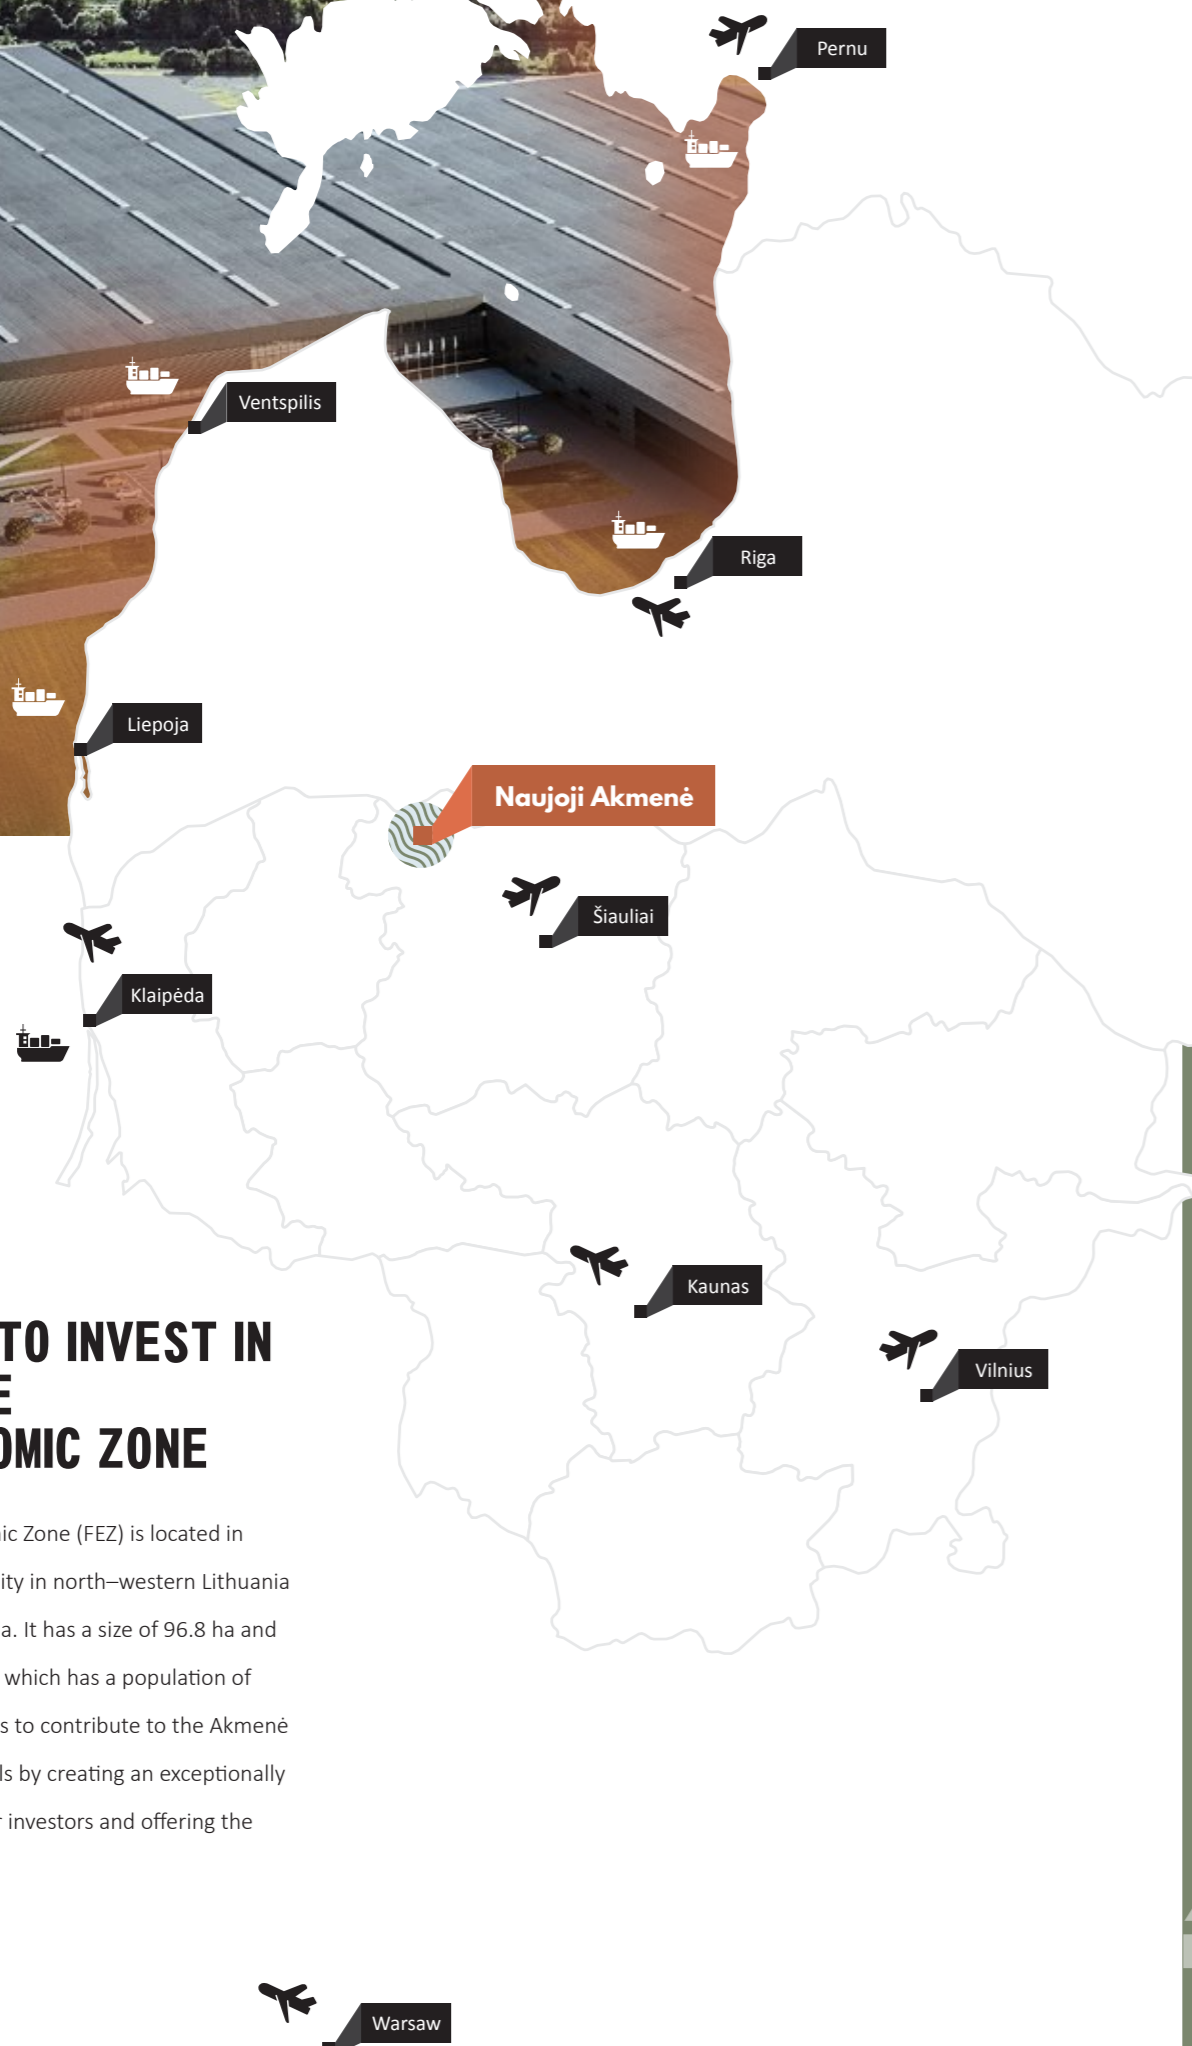 Pernu
Ventspilis
Riga
Liepoja
Naujoji Akmenė
Šiauliai
Klaipėda
Kaunas
Vilnius
TO INVEST IN
E
OMIC ZONE
ic Zone (FEZ) is located in
ity in north–western Lithuania
a. It has a size of 96.8 ha and
which has a population of
s to contribute to the Akmenė
ls by creating an exceptionally
r investors and offering the
Warsaw